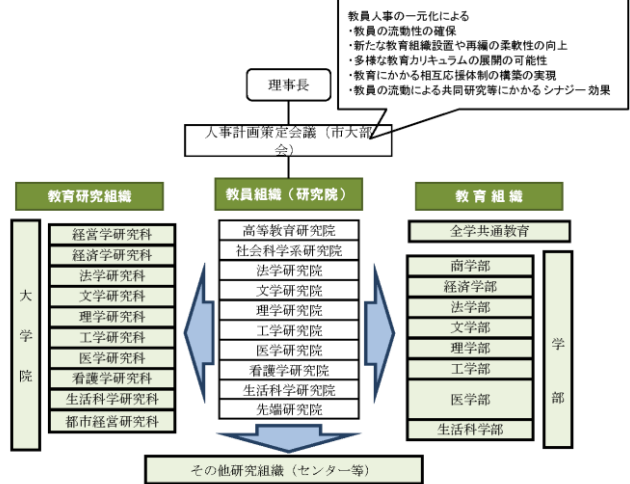 教員人事の一元化による
・教員の流動性の確保
・新たな教育組織設置や再編の柔軟性の向上
・多様な教育カリキュラムの展開の可能性
・教育にかかる相互応援体制の構築の実現
・教員の流動による共同研究等にかかるシナジー効果
理事長
人事計画策定会議（市大部
会）
教育研究組織
大学院
経営学研究科
経済学研究科
法学研究科
文学研究科
理学研究科
工学研究科
医学研究科
看護学研究科
生活科学研究科
都市経営研究科
教員組織（研究院）
高等教育研究院
社会科学系研究院
法学研究院
文学研究院
理学研究院
工学研究院
医学研究院
看護学研究院
生活科学研究院
先端研究院
教育組織
全学共通教育
商学部
経済学部
法学部
文学部
理学部
工学部
医学部
生活科学部
学部
その他研究組織（センター等）